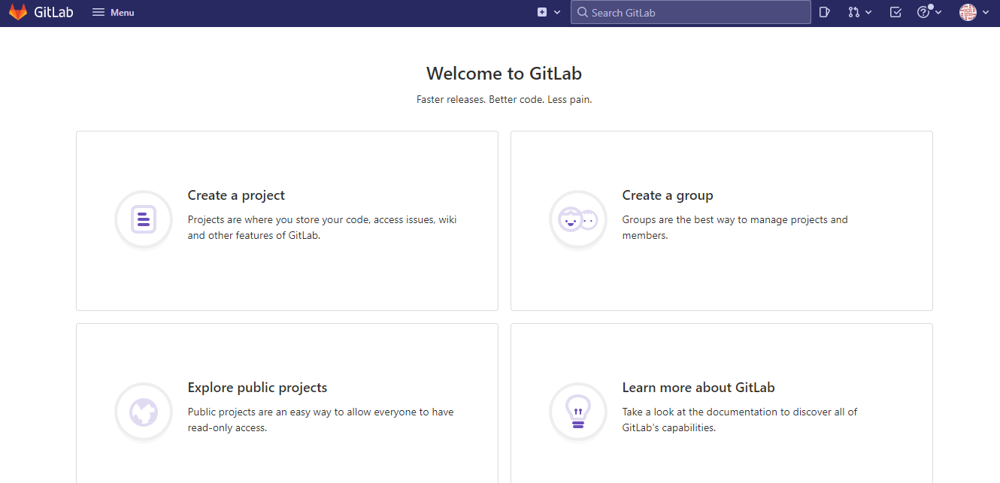 GitLab Menu Search GitLab
Welcome to GitLab
Faster releases. Better code. Less pain.
Create a project
Projects are where you store your code, access issues, wiki
and other features of GitLab.
Create a group
Groups are the best way to manage projects and
members.
Explore public projects
Public projects are an easy way to allow everyone to have
read-only access.
Learn more about GitLab
Take a look at the documentation to discover all of
GitLab's capabilities.